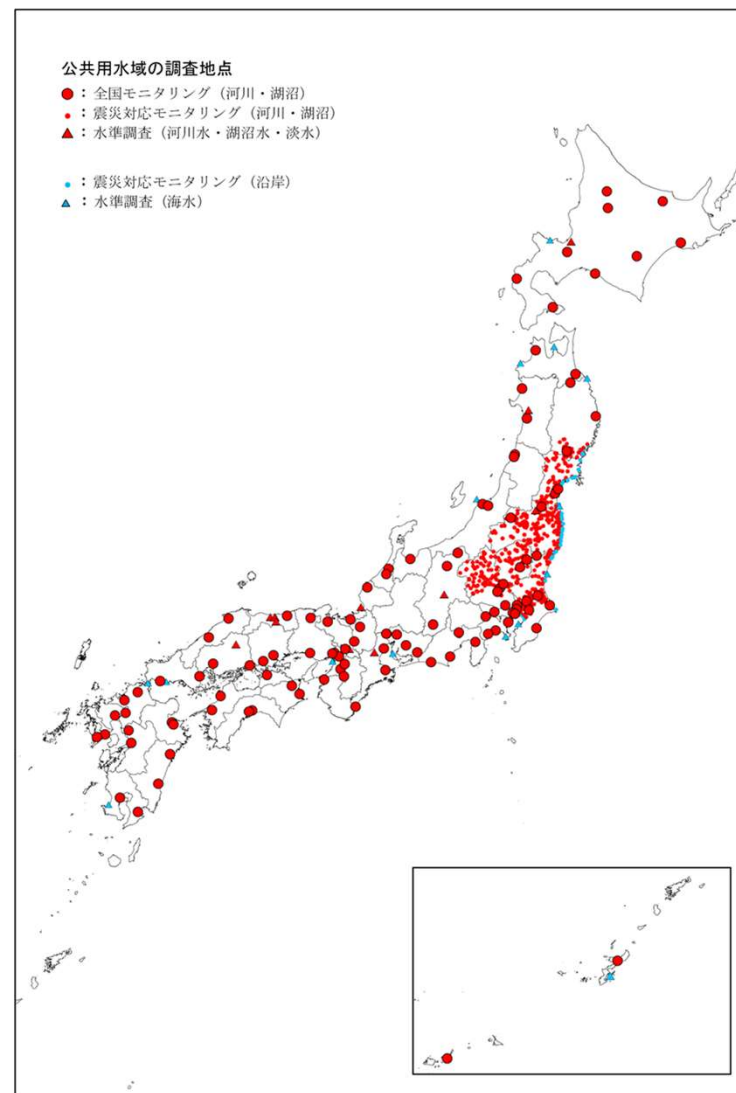 公共用水域の調査地点
：全国モニタリング（河川・湖沼）
：震災対応モニタリング（河川・湖沼）
：水準調査（河川水・湖沼水・淡水）
：震災対応モニタリング（沿岸）
：水準調査（海水）